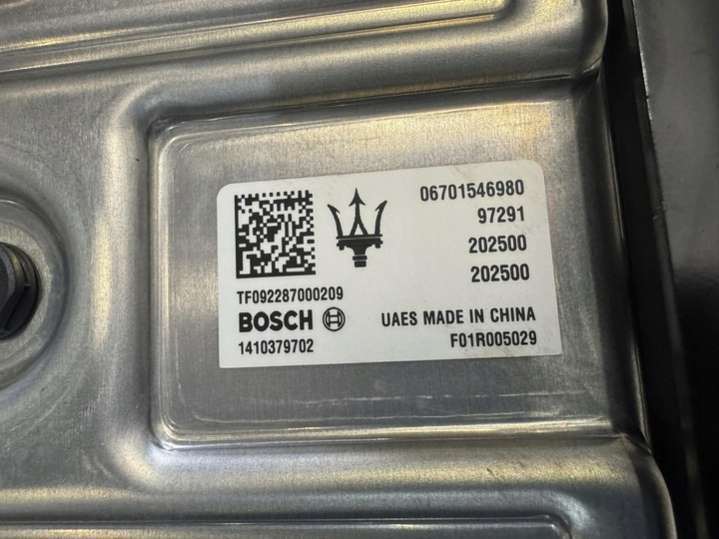 06701546980
97291
202500
202500
TF092287000209
BOSCH
UAES MADE IN CHINA
1410379702
F01R005029